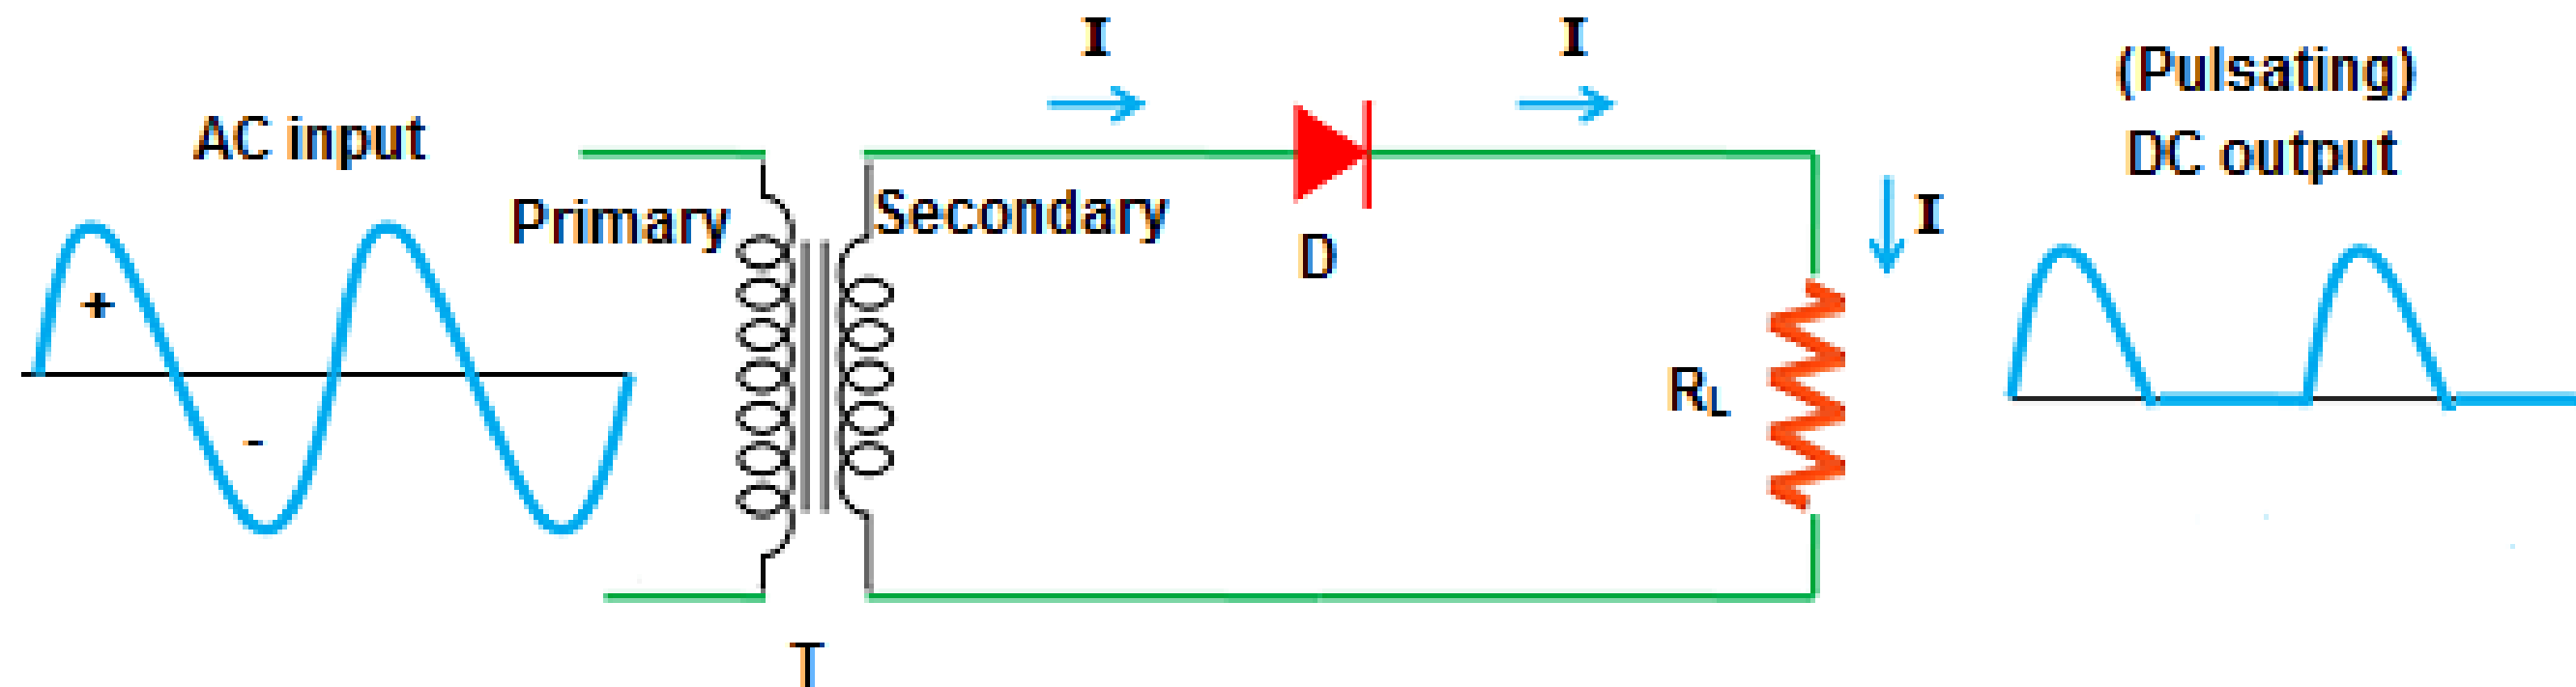 AC input
+
-
Primary
Secondary
T
I
I
D
I
RL
(Pulsating)
DC output